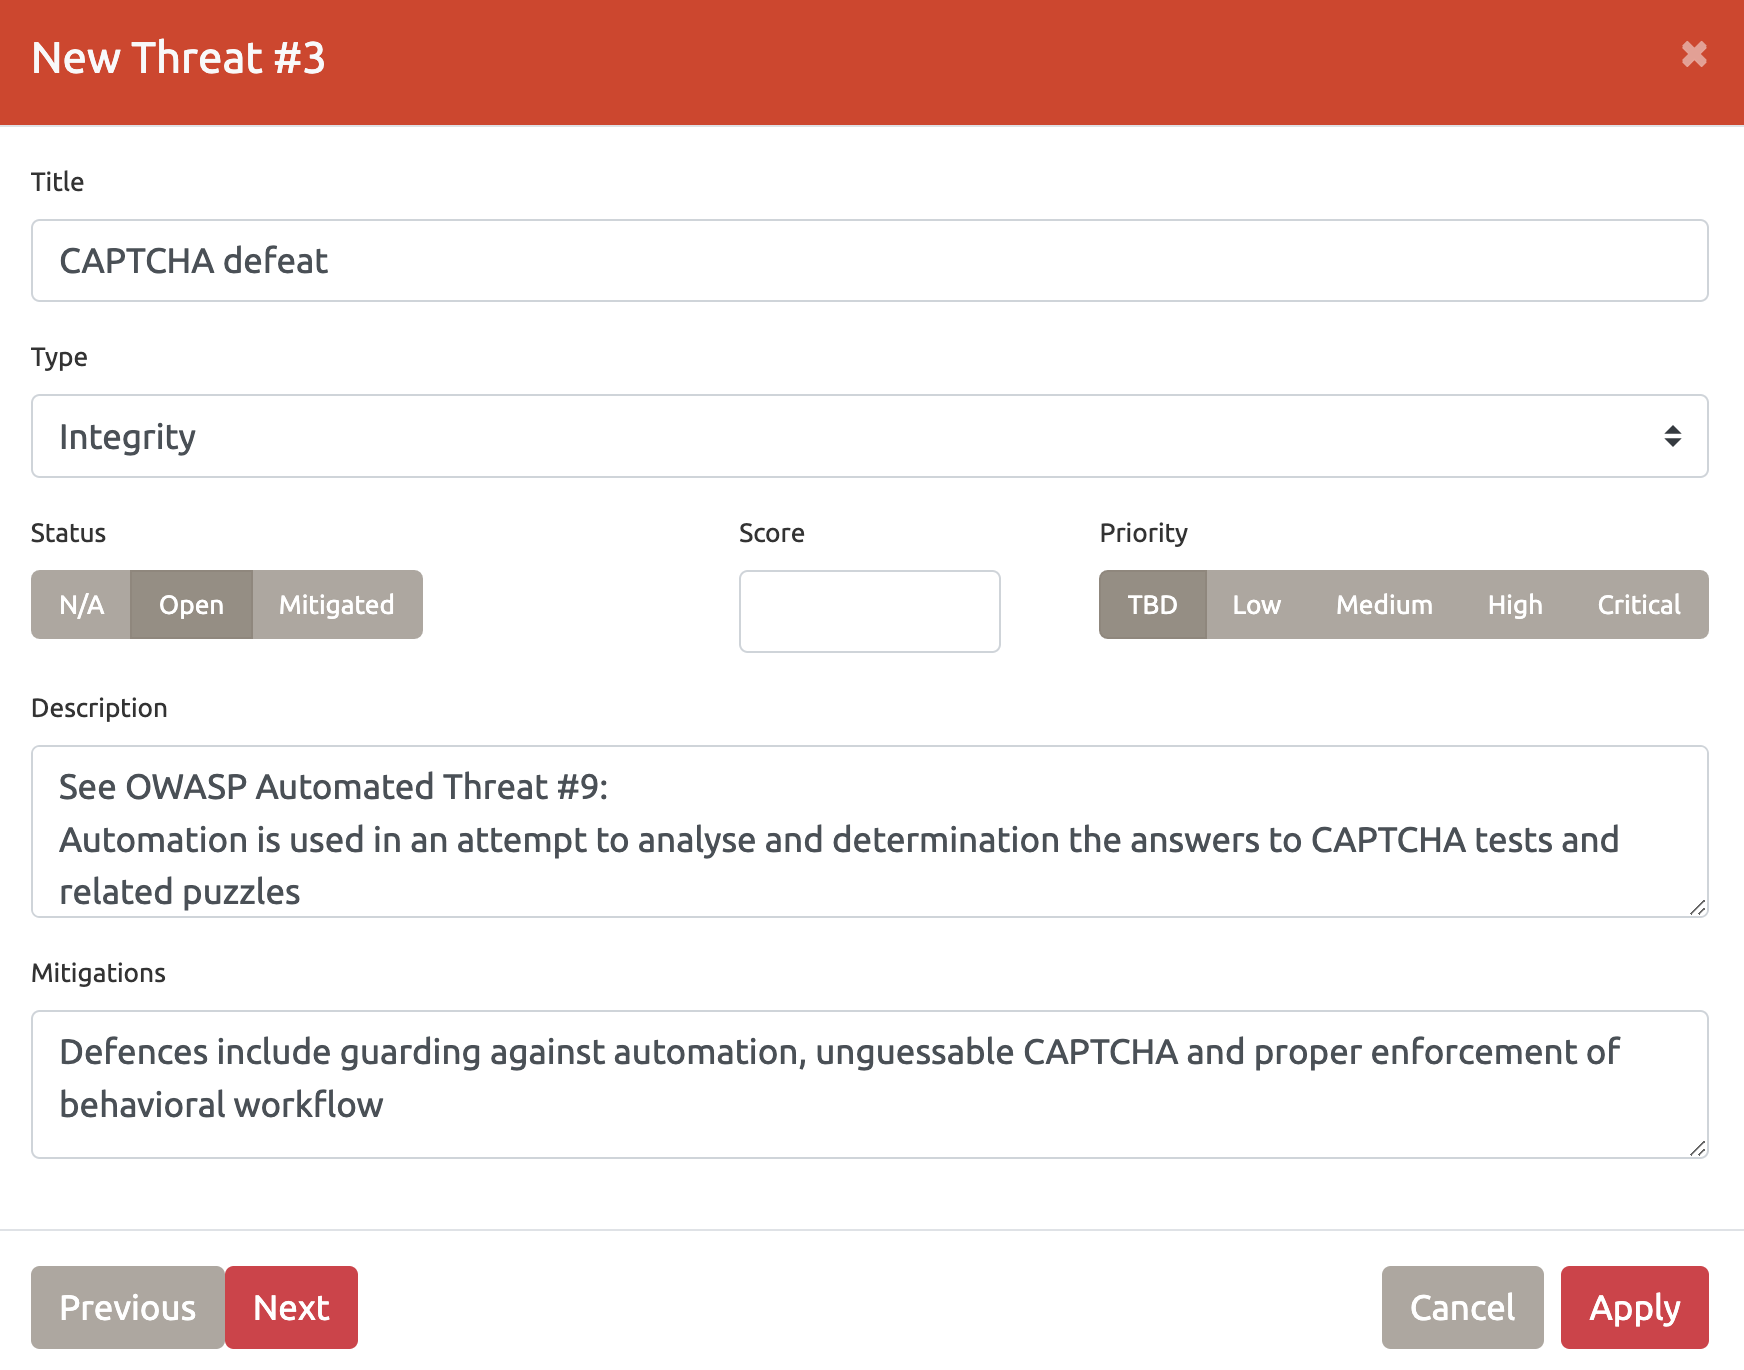 New Threat #3
Title
CAPTCHA defeat
Type
Integrity
Status
Score
Priority
N/A Open Mitigated
TBD Low Medium High Critical
Description
See OWASP Automated Threat #9:
Automation is used in an attempt to analyse and determination the answers to CAPTCHA tests and
related puzzles
Mitigations
Defences include guarding against automation, unguessable CAPTCHA and proper enforcement of
behavioral workflow
Previous Next Cancel Apply